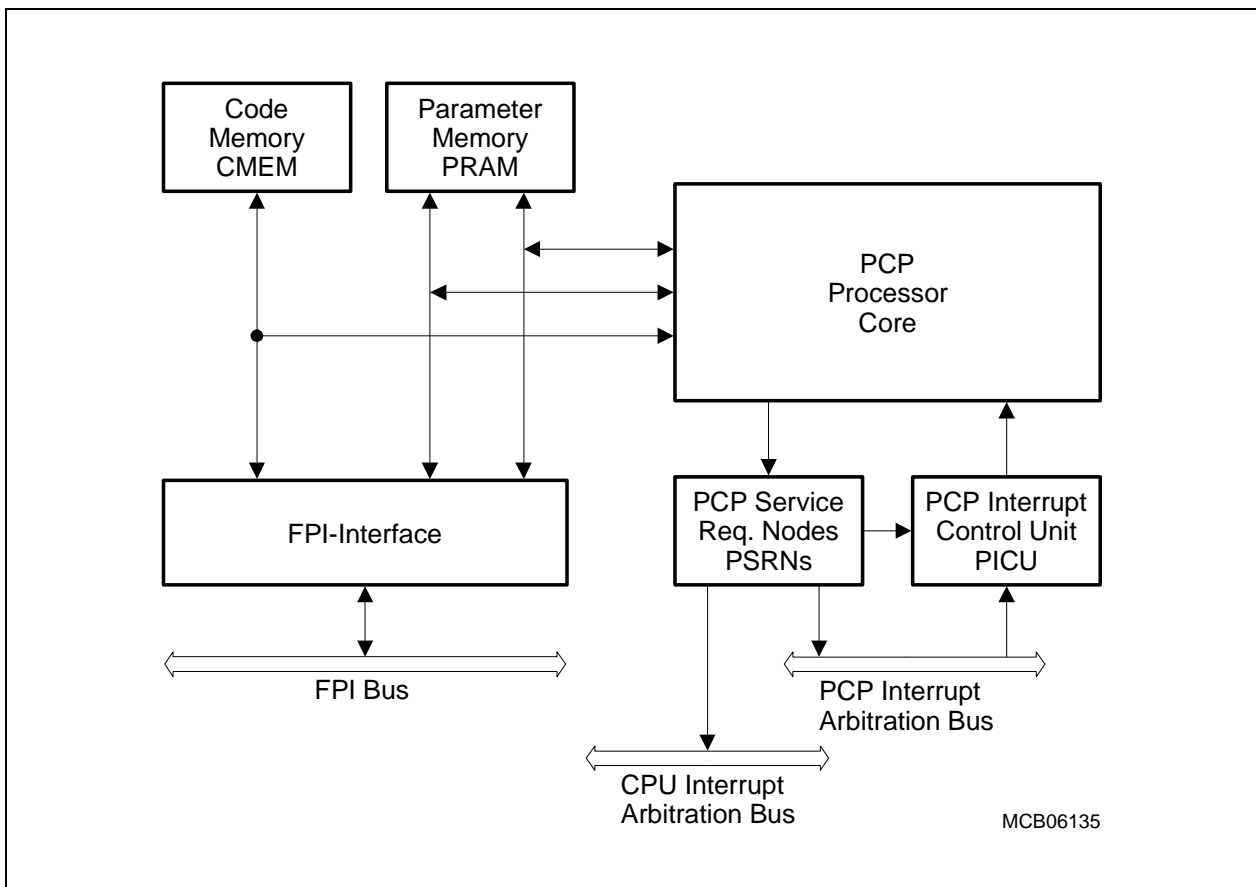 Code
Memory
CMEM
Parameter
Memory
PRAM
PCP
Processor
Core
FPI-Interface
PCP Service
Req. Nodes
PSRNs
PCP Interrupt
Control Unit
PICU
FPI Bus
PCP Interrupt
Arbitration Bus
CPU Interrupt
Arbitration Bus
MCB06135